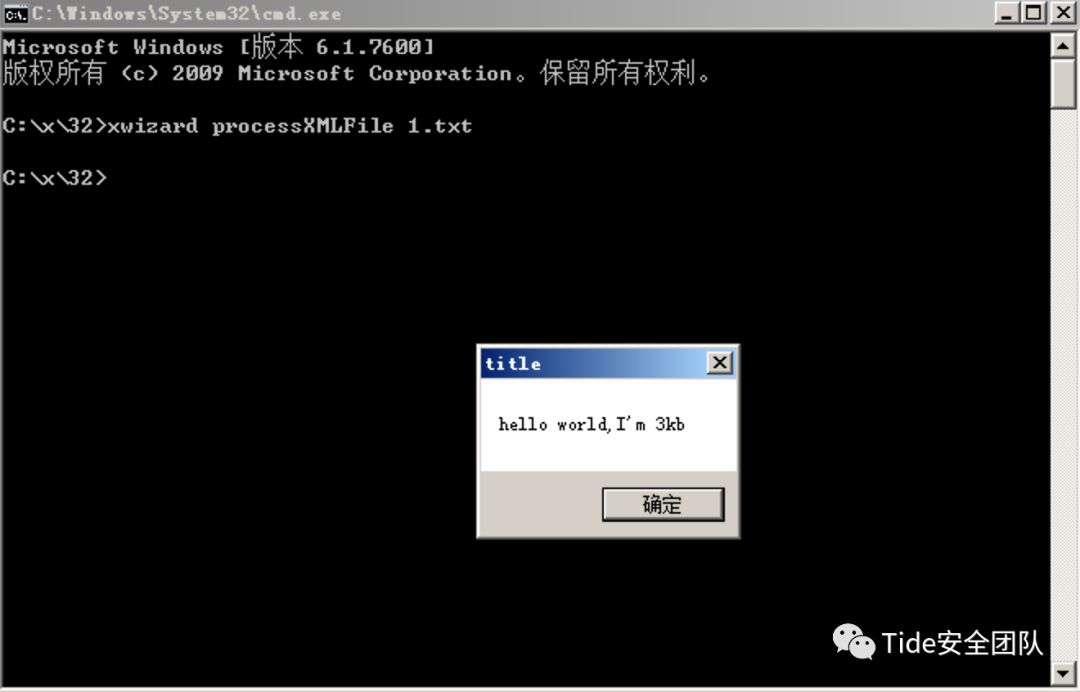 C:\Windows\System32\cmd.exe
Microsoft Windows [版本 6.1.7600]
版权所有 (c) 2009 Microsoft Corporation。保留所有权利。
C:\x\32>xwizard processXMLFile 1.txt
C:\x\32>
title
hello world,I'm 3kb
确定
Tide安全团队